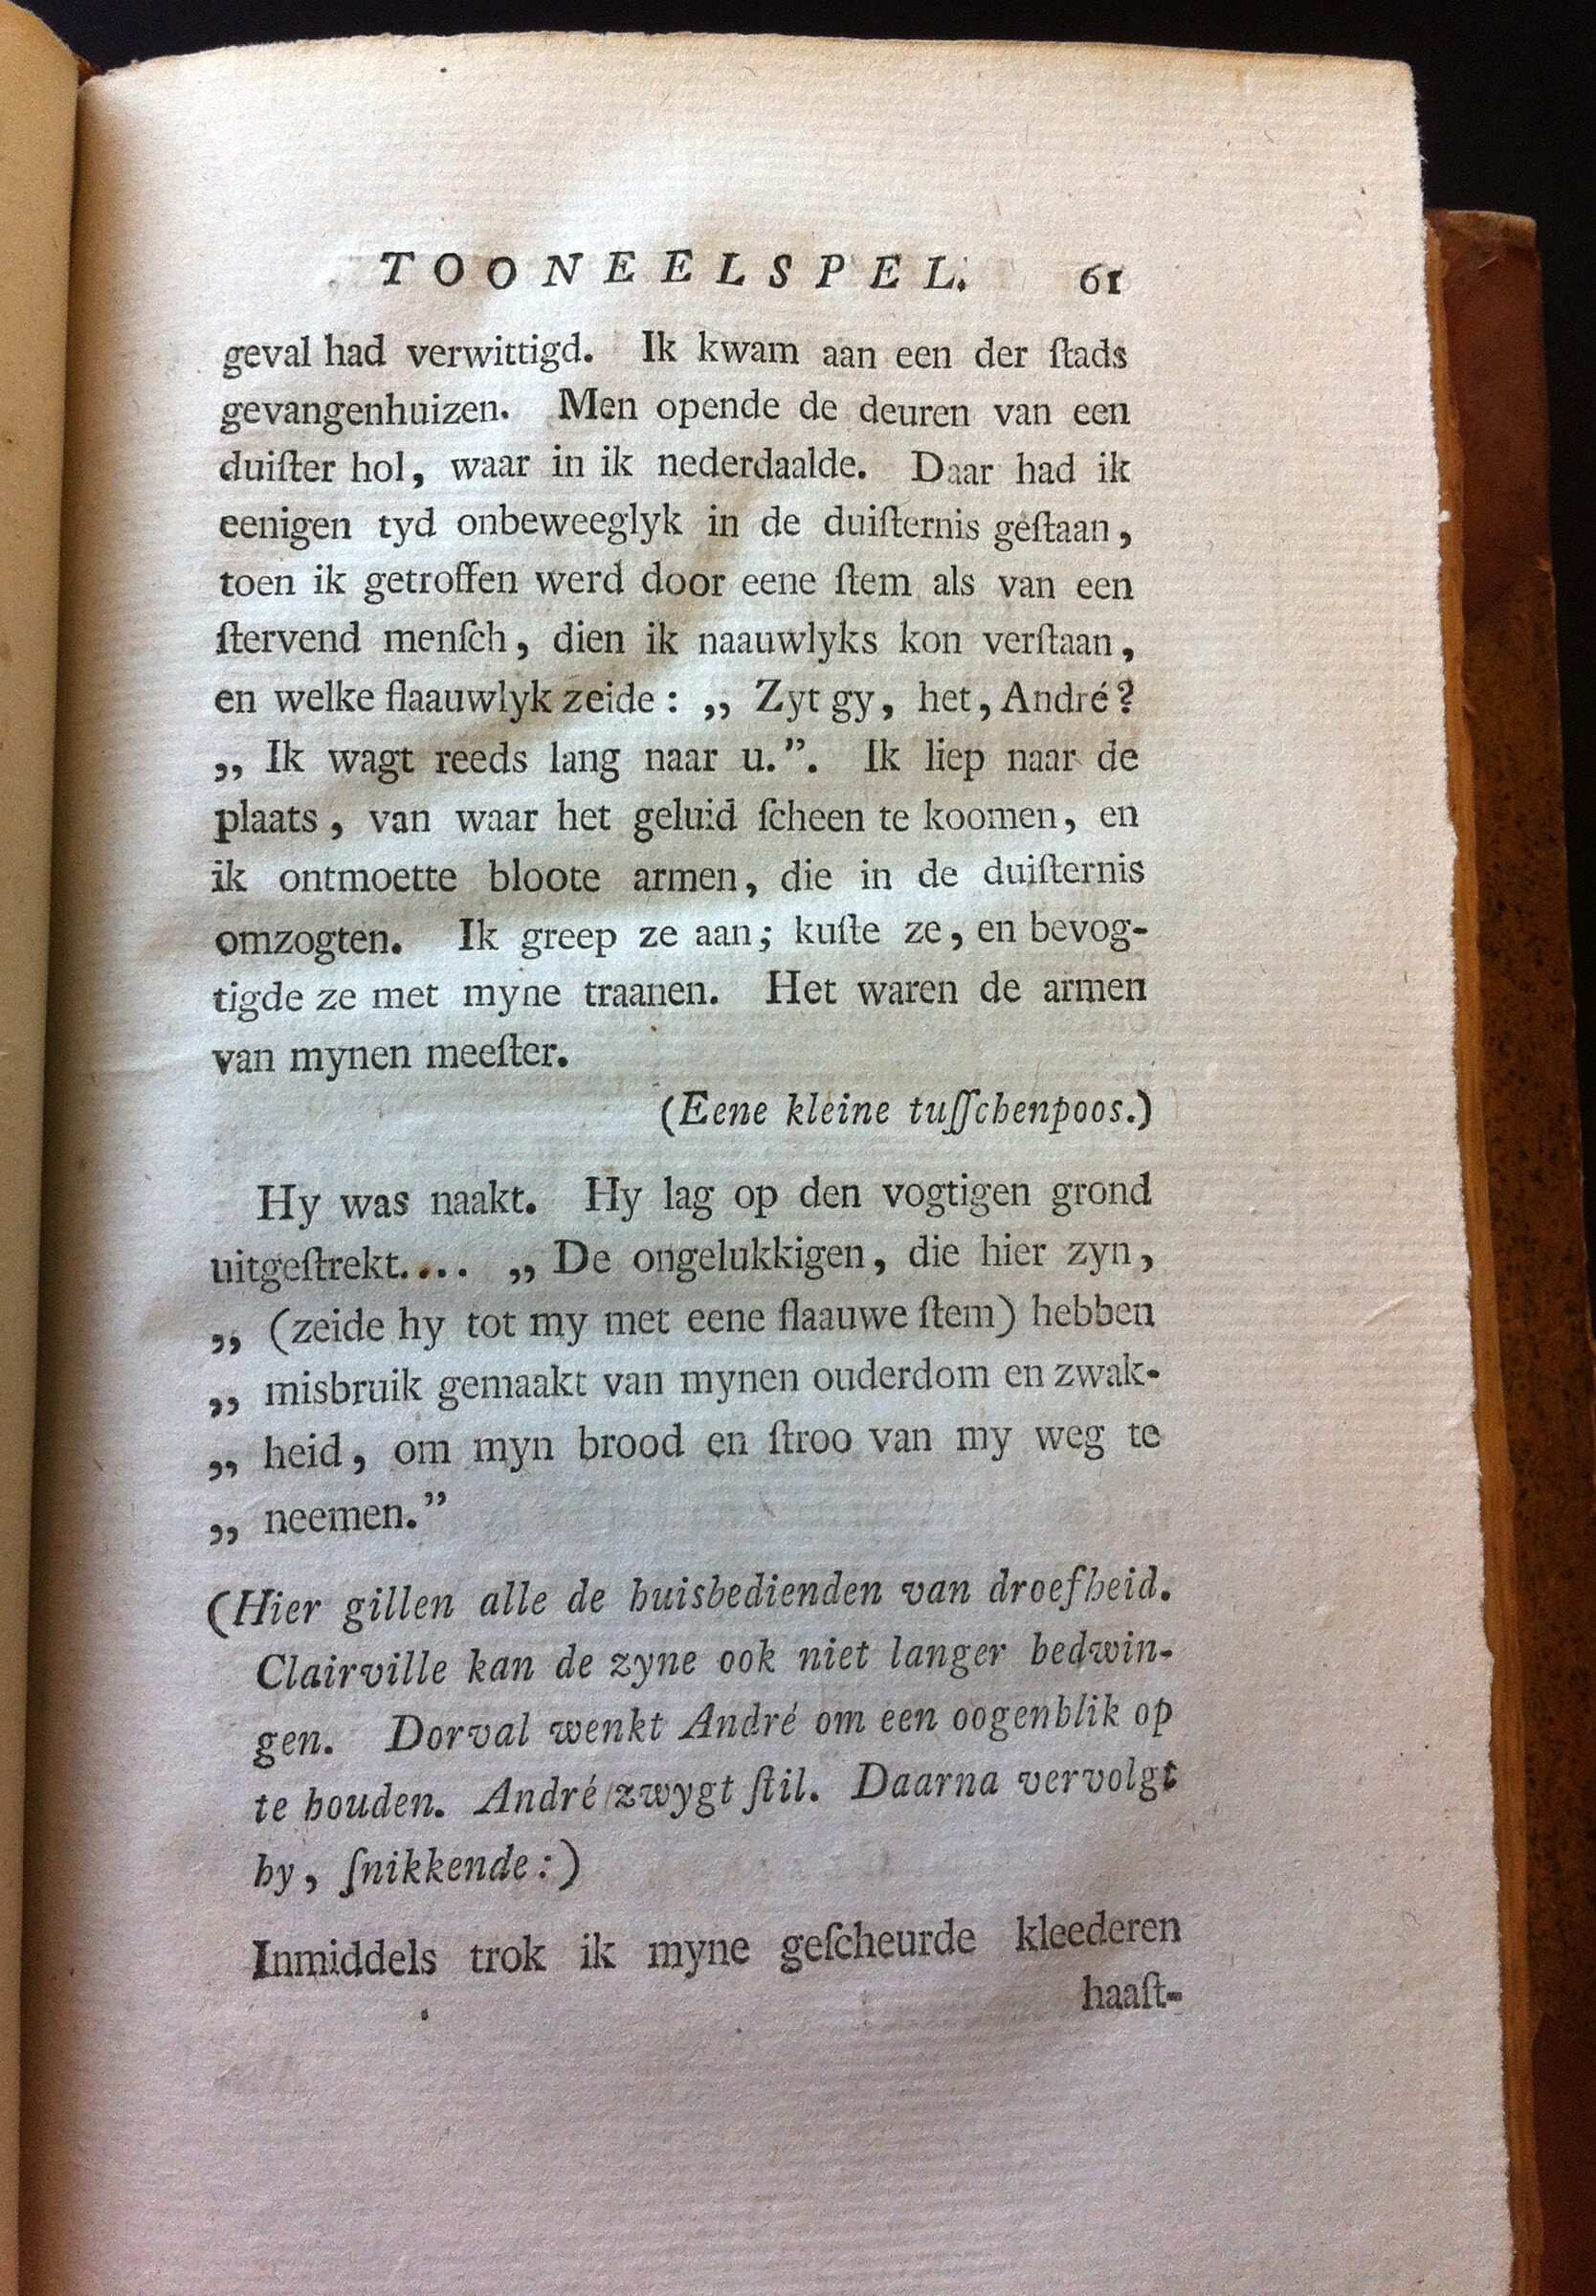 TOONEELSPEL. 61
geval had verwittigd. Ik kwam aan een der ſtads
gevangenhuizen. Men opende de deuren van een
duiſter hol, waar in ik nederdaalde. Daar had ik
eenigen tyd onbeweeglyk in de duiſternis geſtaan,
toen ik getroffen werd door eene ſtem als van een
ſtervend menſch, dien ik naauwlyks kon verſtaan,
en welke flaauwlyk zeide: „ Zyt gy, het, André?
„ Ik wagt reeds lang naar u.”. Ik liep naar de
plaats, van waar het geluid ſcheen te koomen, en
ik ontmoette bloote armen, die in de duiſternis
omzogten. Ik greep ze aan; kuſte ze, en bevog-
tigde ze met myne traanen. Het waren de armen
van mynen meeſter.
(Eene kleine tuſſchenpoos.)
Hy was naakt. Hy lag op den vogtigen grond
uitgeſtrekt.... „ De ongelukkigen, die hier zyn,
„ (zeide hy tot my met eene flaauwe ſtem) hebben
„ misbruik gemaakt van mynen ouderdom en zwak-
„ heid, om myn brood en ſtroo van my weg te
„ neemen.”
(Hier gillen alle de huisbedienden van droefheid.
Clairville kan de zyne ook niet langer bedwin-
gen. Dorval wenkt André om een oogenblik op
te houden. André zwygt ſtil. Daarna vervolgt
hy, ſnikkende:)
Inmiddels trok ik myne geſcheurde kleederen
haaſt-